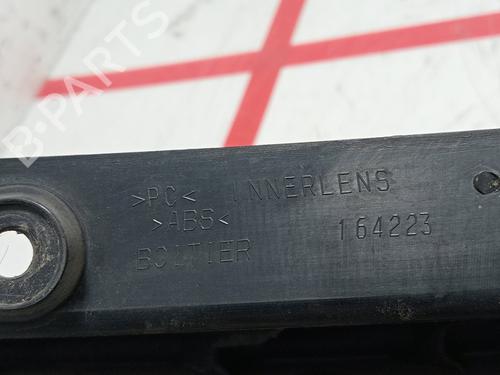 B-PARTS
>PC< INNERLENS
>ABS<
BOITIER 164223